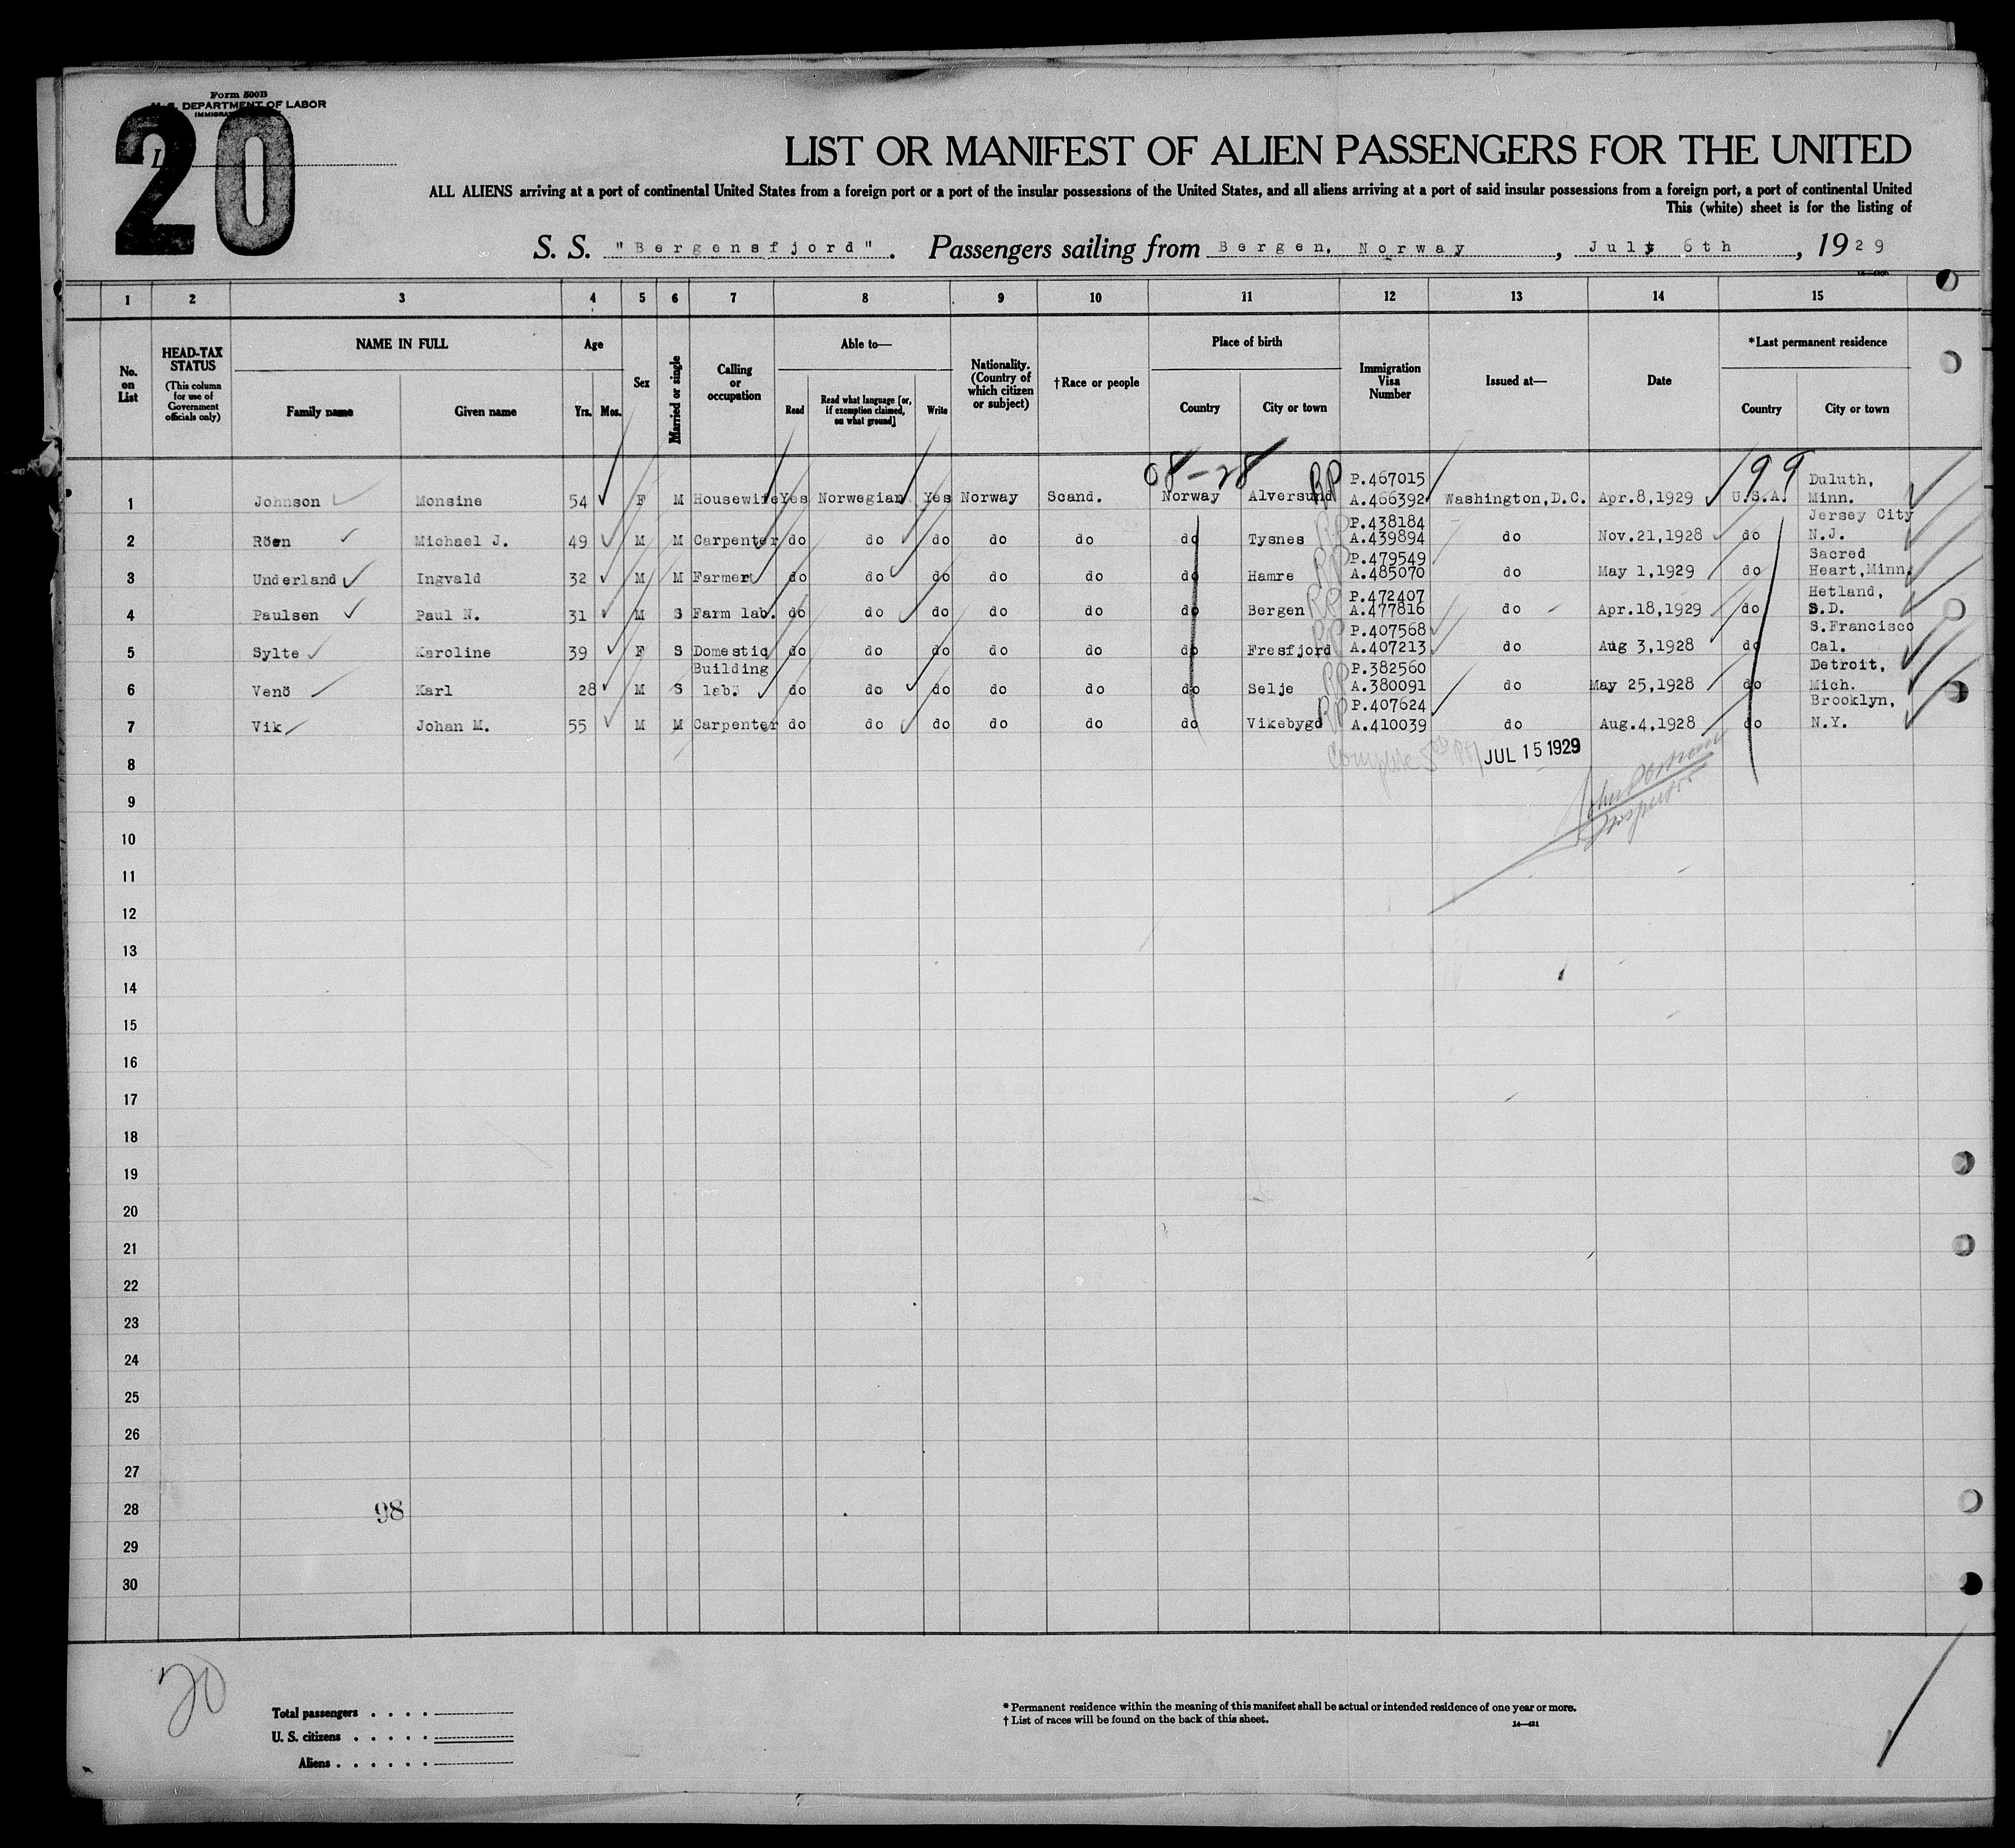 Form 500B
U. S. DEPARTMENT OF LABOR
20
LIST OR MANIFEST OF ALIEN PASSENGERS FOR THE UNITED
ALL ALIENS arriving at a port of continental United States from a foreign port or a port of the insular possessions of the United States, and all aliens arriving at a port of said insular possessions from a foreign port, a port of continental United
This (white) sheet is for the listing of
S. S. "Bergensfjord". Passengers sailing from Bergen, Norway, July 6th, 1929
1 2 3 4 5 6 7 8 9 10 11 12 13 14 15
No. on List
HEAD-TAX STATUS (This column for use of Government officials only)
NAME IN FULL
Family name Given name
Age
Yrs. Mos.
Sex
Married or single
Calling or occupation
Able to—
Read
Read what language [or, if exemption claimed, on what ground]
Write
Nationality. (Country of which citizen or subject)
†Race or people
Place of birth
Country City or town
Immigration Visa Number
Issued at—
Date
*Last permanent residence
Country City or town
08-28 199
1 Johnson Monsine 54 F M Housewife Yes Norwegian Yes Norway Scand. Norway Alversund RP P.467015 A.466392 Washington,D.C. Apr.8,1929 U.S.A. Duluth, Minn.
2 Röen Michael J. 49 M M Carpenter do do do do do do Tysnes RP P.438184 A.439894 do Nov.21,1928 do Jersey City N.J.
3 Underland Ingvald 32 M M Farmer do do do do do do Hamre RP P.479549 A.485070 do May 1,1929 do Sacred Heart,Minn.
4 Paulsen Paul N. 31 M S Farm lab. do do do do do do Bergen RP P.472407 A.477816 do Apr.18,1929 do Hetland, S.D.
5 Sylte Karoline 39 F S Domestic do do do do do do Fresfjord RP P.407568 A.407213 do Aug 3,1928 do S.Francisco Cal.
6 Venö Karl 28 M S Building lab. do do do do do do Selje RP P.382560 A.380091 do May 25,1928 do Detroit, Mich.
7 Vik Johan M. 55 M M Carpenter do do do do do do Vikebygd RP P.407624 A.410039 do Aug.4,1928 do Brooklyn, N.Y.
8 JUL 15 1929
9
10 Inspector
11
12
13
14
15
16
17
18
19
20
21
22
23
24
25
26
27
28 98
29
30
20
Total passengers . . . .
U. S. citizens . . . . .
Aliens . . . . . .
* Permanent residence within the meaning of this manifest shall be actual or intended residence of one year or more.
† List of races will be found on the back of this sheet.
14—431